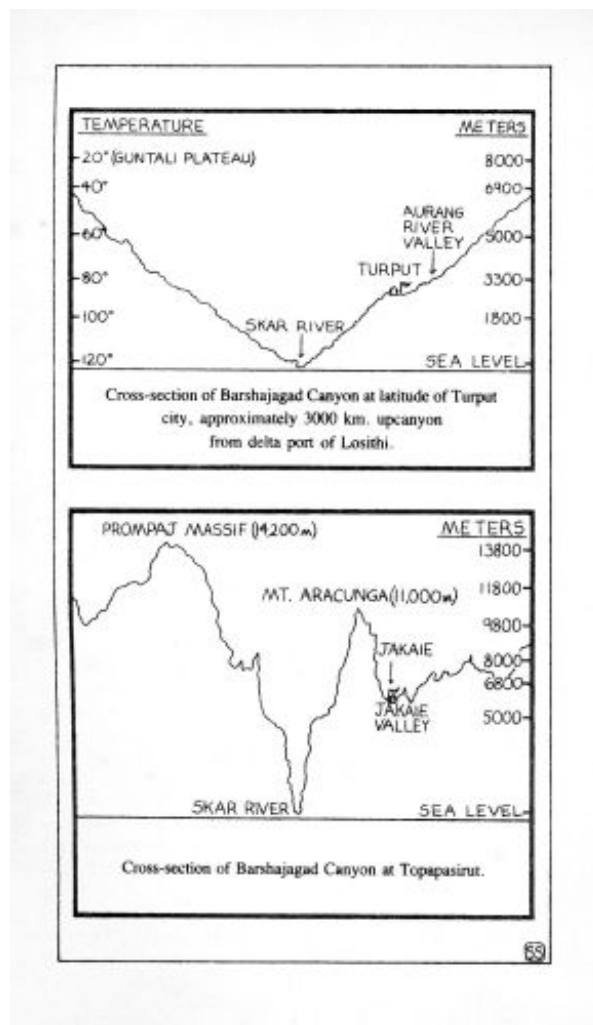 TEMPERATURE
METERS
20° (GUNTALI PLATEAU)
8000
40°
6900
AURANG
RIVER
VALLEY
60°
5000
TURPUT
80°
3300
100°
1800
SKAR RIVER
120°
SEA LEVEL
Cross-section of Barshajagad Canyon at latitude of Turput
city, approximately 3000 km. upcanyon
from delta port of Losithi.
PROMPAJ MASSIF (14,200m)
METERS
13800
11800
MT. ARACUNGA (11,000m)
9800
JAKAIE
8000
6800
JAKAIE
VALLEY
5000
SKAR RIVER
SEA LEVEL
Cross-section of Barshajagad Canyon at Topapasirut.
55